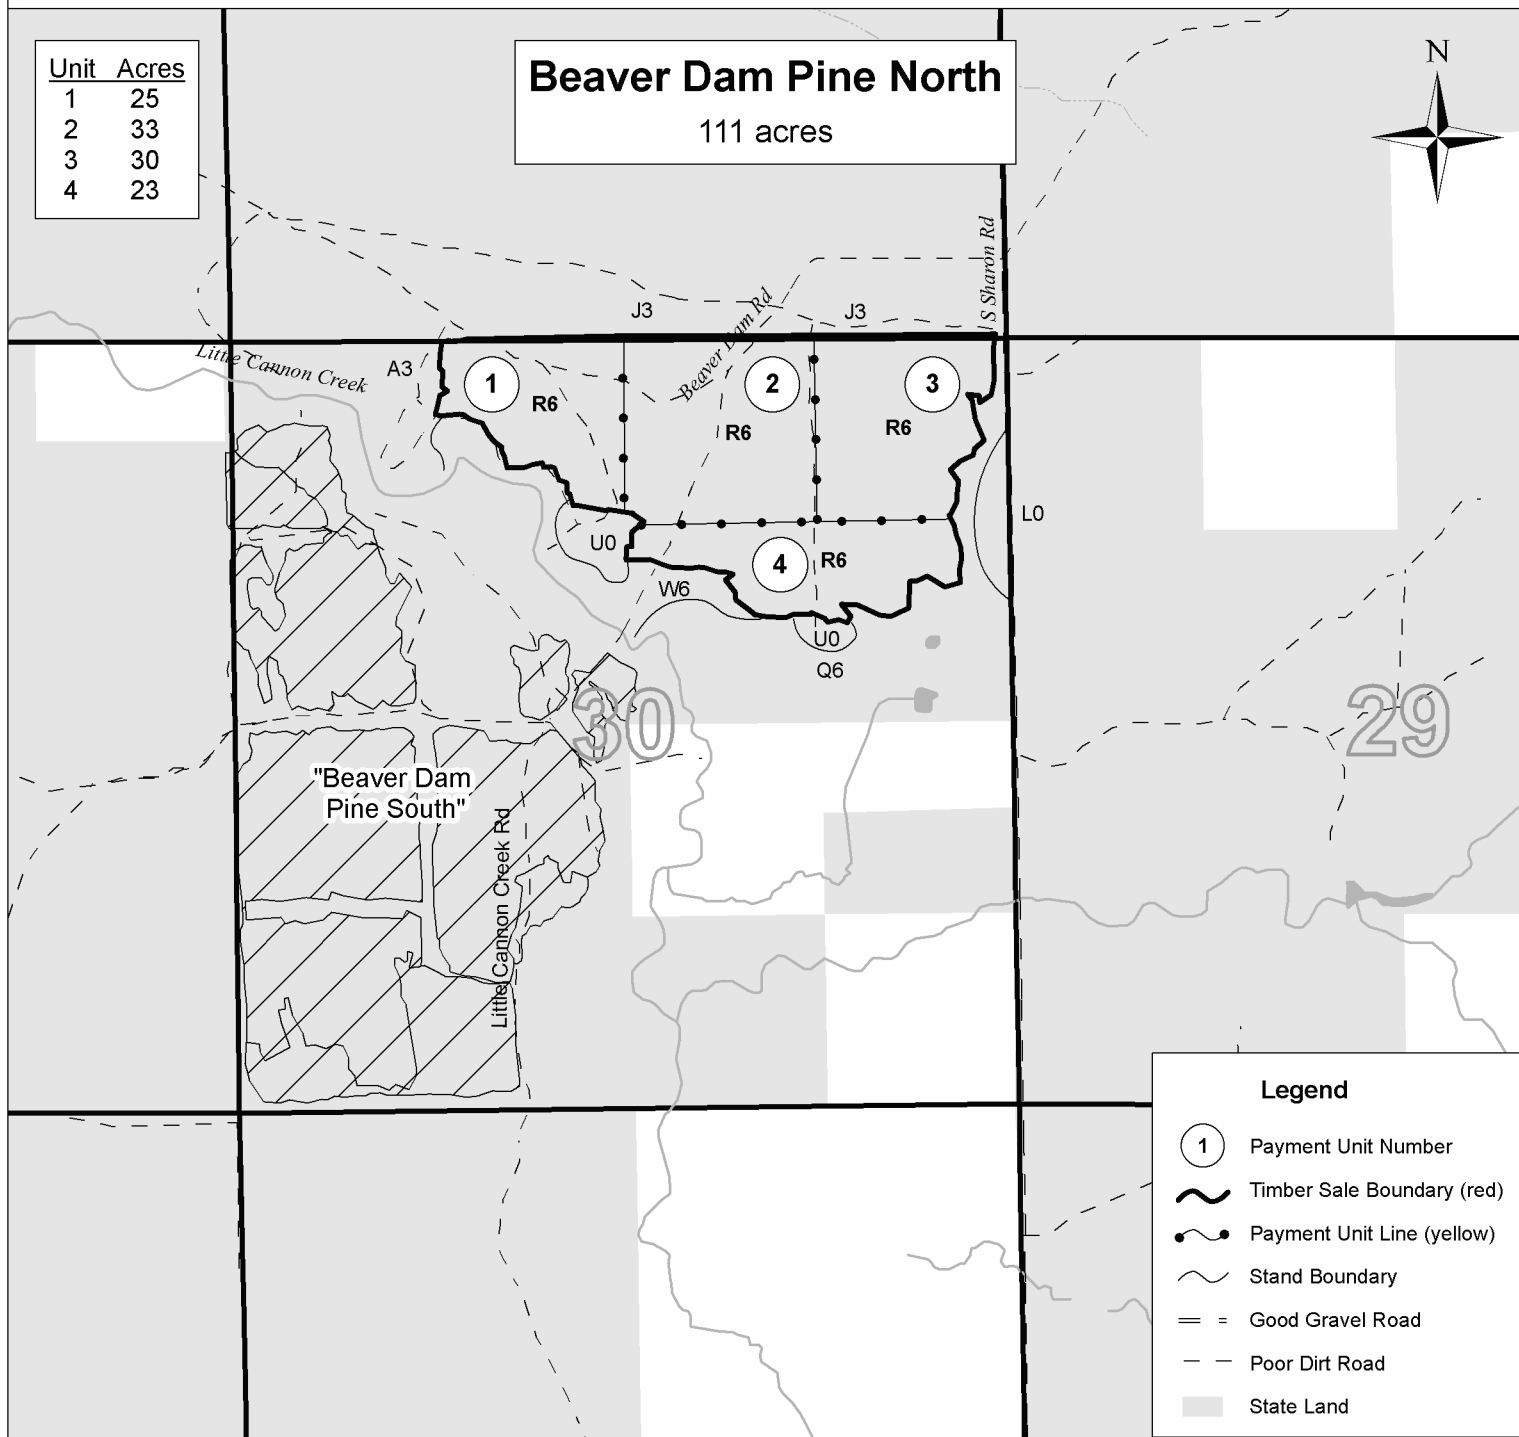 Unit Acres
1 25
2 33
3 30
4 23
Beaver Dam Pine North
111 acres
N
S Sharon Rd
J3
J3
Beaver Dam Rd
Little Cannon Creek
A3
1
R6
2
R6
3
R6
L0
U0
4
R6
W6
U0
Q6
30
29
"Beaver Dam
Pine South"
Little Cannon Creek Rd
Legend
1 Payment Unit Number
Timber Sale Boundary (red)
Payment Unit Line (yellow)
Stand Boundary
Good Gravel Road
Poor Dirt Road
State Land